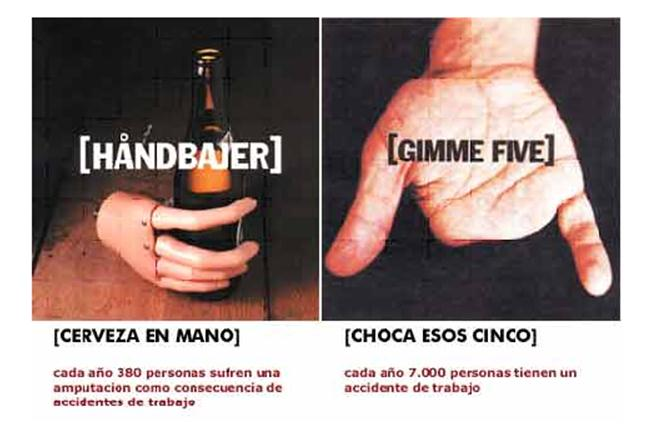 [HÅNDBAJER]
[GIMME FIVE]
[CERVEZA EN MANO]
cada año 380 personas sufren una
amputacion como consecuencia de
accidentes de trabajo
[CHOCA ESOS CINCO]
cada año 7.000 personas tienen un
accidente de trabajo